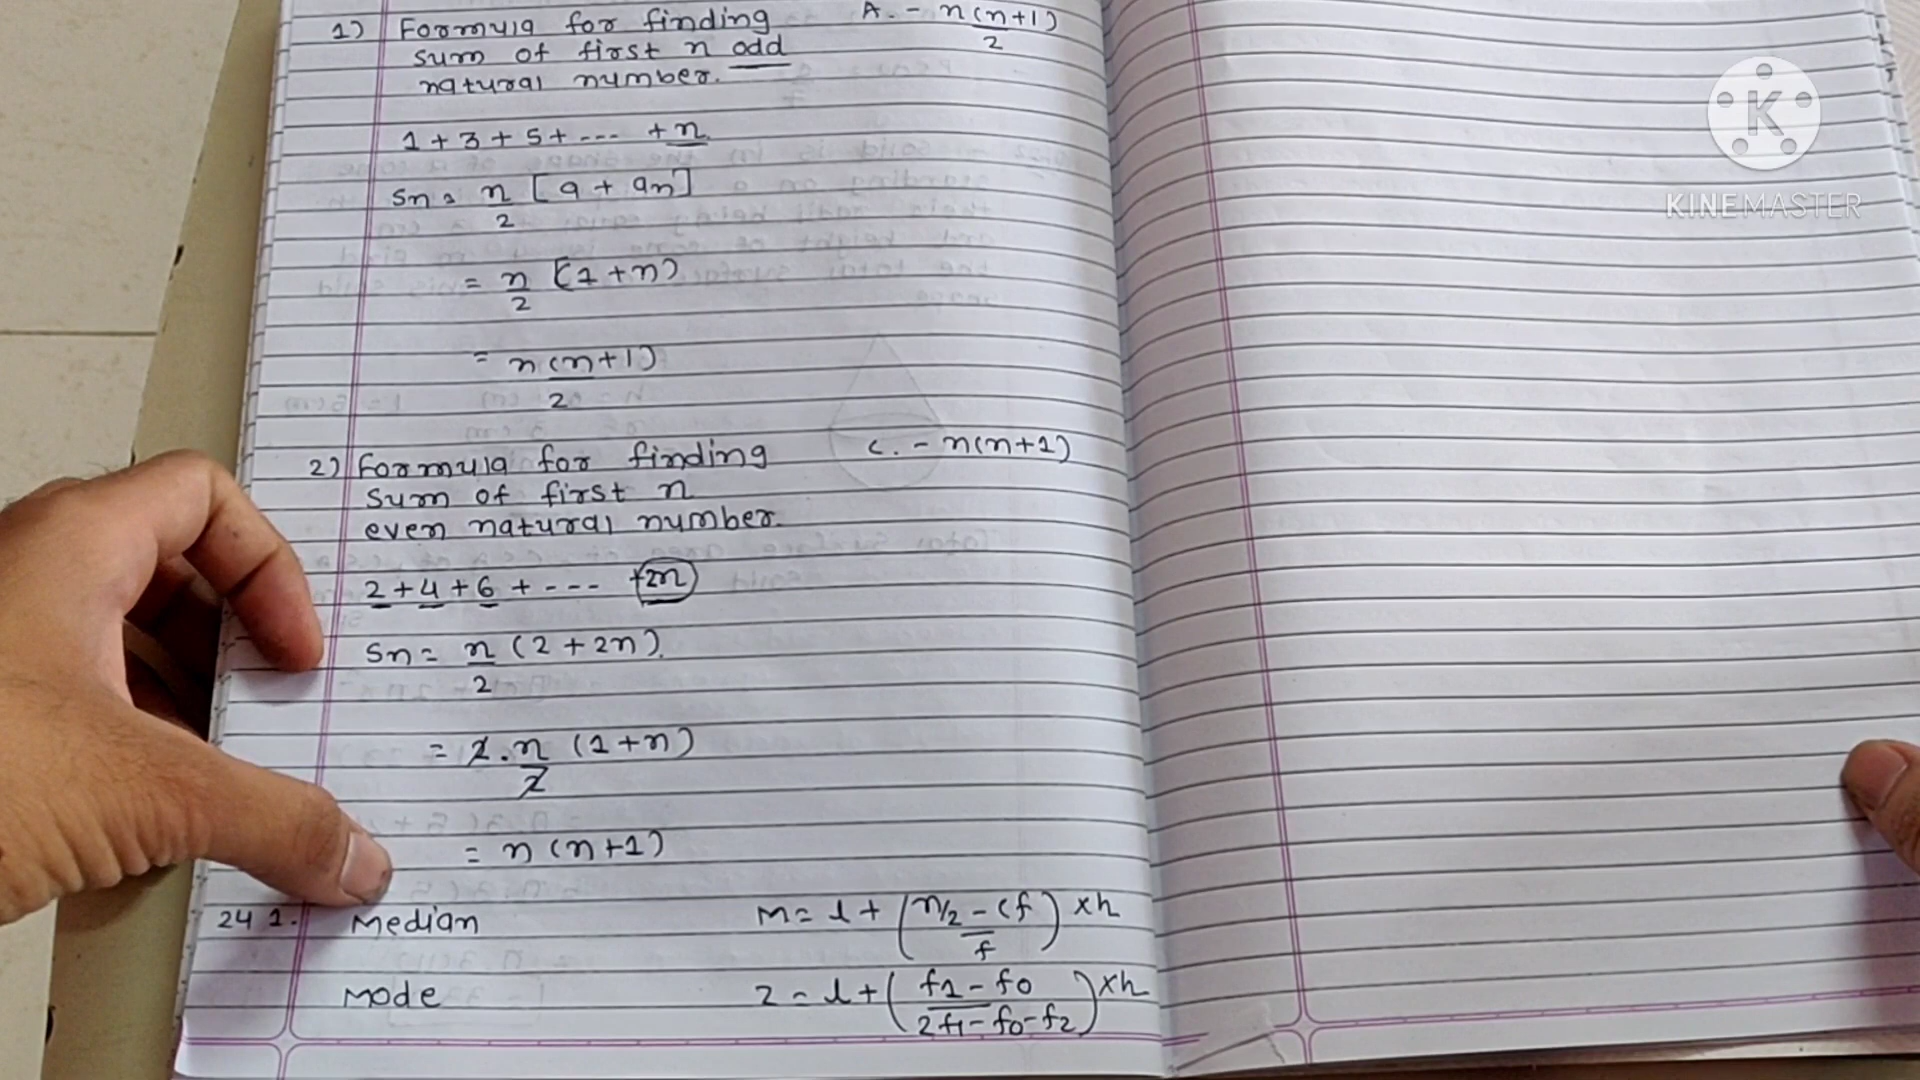 1) Formula for finding A. - n(n+1)/2
sum of first n odd
natural number.
1 + 3 + 5 + --- + n
Sn = n/2 [a + an]
= n/2 [1 + n)
= n(n+1)/2
2) Formula for finding C. - n(n+1)
sum of first n
even natural number.
2 + 4 + 6 + --- +2n
Sn = n/2 (2 + 2n)
= 2 . n/2 (1 + n)
= n (n+1)
24 1. Median M = l + (n/2 - cf / f) xh
Mode Z = l + (f1 - f0 / 2f1 - f0 - f2) xh
K
KINEMASTER